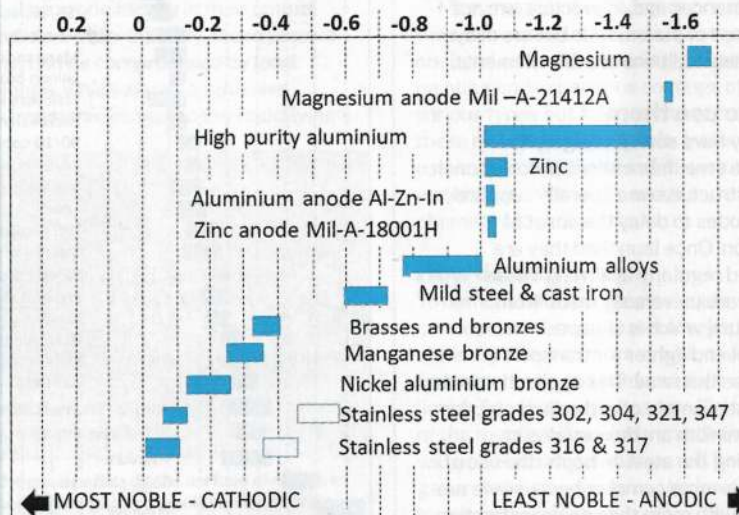 0.2 0 -0.2 -0.4 -0.6 -0.8 -1.0 -1.2 -1.4 -1.6
Magnesium
Magnesium anode Mil –A-21412A
High purity aluminium
Zinc
Aluminium anode Al-Zn-In
Zinc anode Mil-A-18001H
Aluminium alloys
Mild steel & cast iron
Brasses and bronzes
Manganese bronze
Nickel aluminium bronze
Stainless steel grades 302, 304, 321, 347
Stainless steel grades 316 & 317
MOST NOBLE - CATHODIC LEAST NOBLE - ANODIC